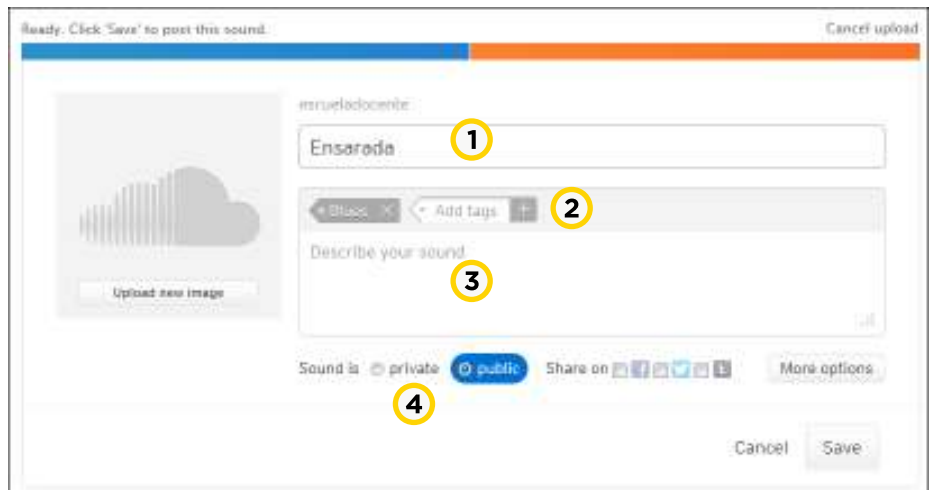 Ready. Click 'Save' to post this sound. Cancel upload
esrueladocente
Ensarada 1
Blues Add tags + 2
Describe your sound
3
Upload new image
Sound is private public Share on More options
4
Cancel Save